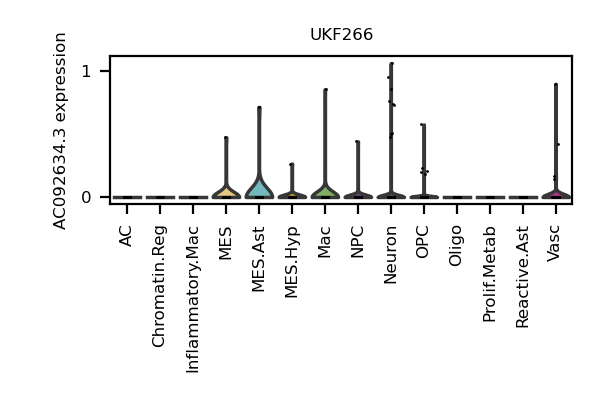 UKF266
AC092634.3 expression
1
0
AC
Chromatin.Reg
Inflammatory.Mac
MES
MES.Ast
MES.Hyp
Mac
NPC
Neuron
OPC
Oligo
Prolif.Metab
Reactive.Ast
Vasc